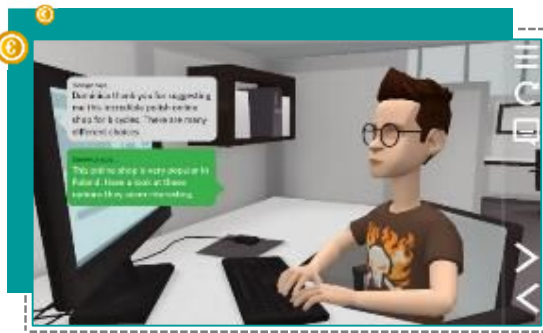 Dominica thank you for suggesting
me this incredible polish online
shop for bicycles. There are many
different choices.
This online shop is very popular in
Poland. Have a look at these
options they seem interesting.